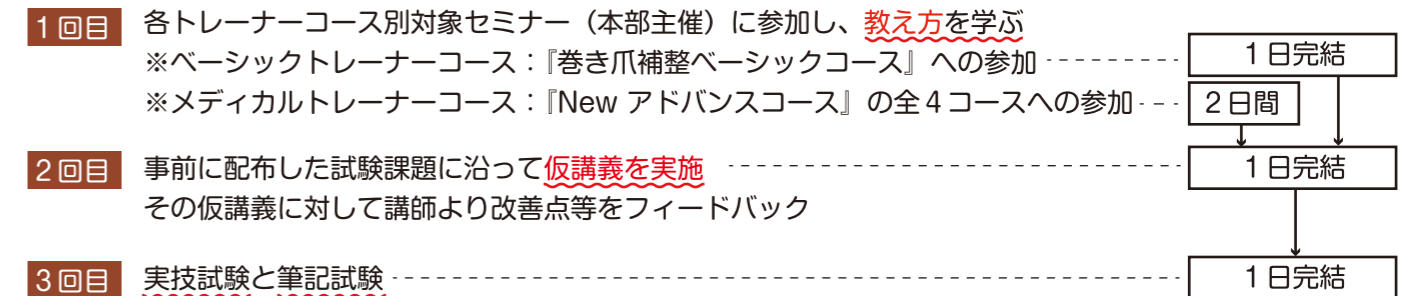 1回目 各トレーナーコース別対象セミナー（本部主催）に参加し、教え方を学ぶ
※ベーシックトレーナーコース：『巻き爪補整ベーシックコース』への参加 1日完結
※メディカルトレーナーコース：『New アドバンスコース』の全4コースへの参加 2日間
2回目 事前に配布した試験課題に沿って仮講義を実施 1日完結
その仮講義に対して講師より改善点等をフィードバック
3回目 実技試験と筆記試験 1日完結